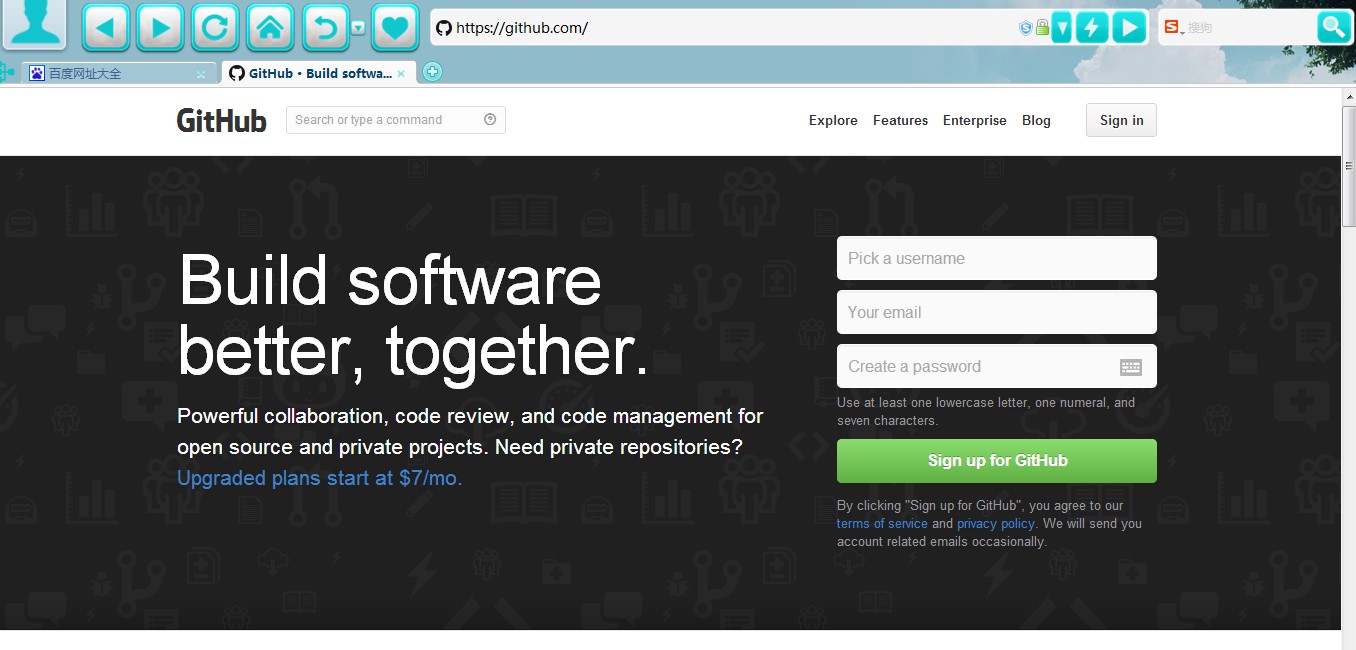 https://github.com/
搜狗
百度网址大全
GitHub • Build softwa...
GitHub
Search or type a command
Explore Features Enterprise Blog Sign in
Build software
better, together.
Powerful collaboration, code review, and code management for
open source and private projects. Need private repositories?
Upgraded plans start at $7/mo.
Pick a username
Your email
Create a password
Use at least one lowercase letter, one numeral, and
seven characters.
Sign up for GitHub
By clicking "Sign up for GitHub", you agree to our
terms of service and privacy policy. We will send you
account related emails occasionally.